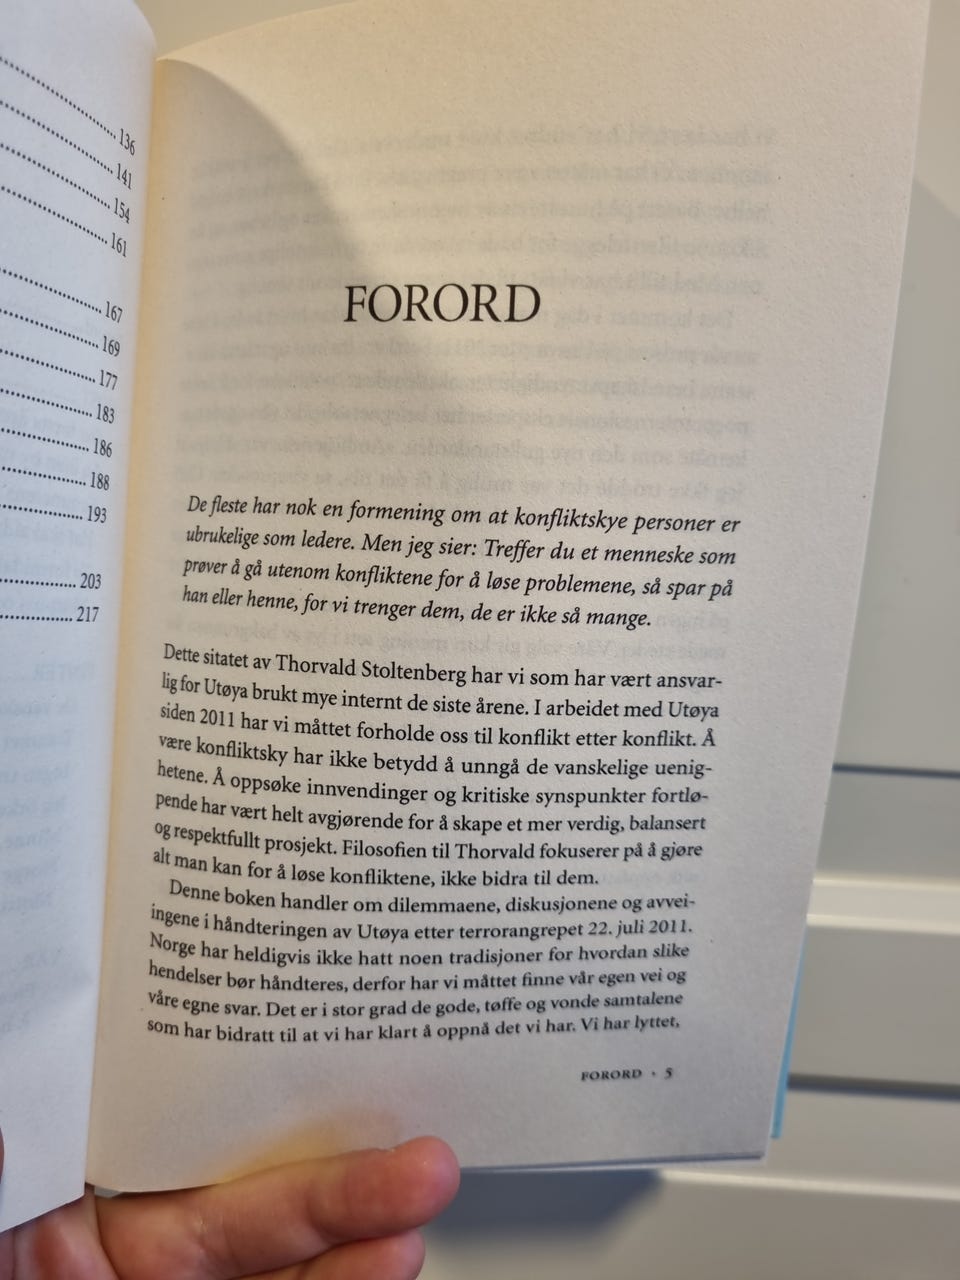 136
141
154
161
167
169
177
183
186
188
193
203
217
FORORD
De fleste har nok en formening om at konfliktskye personer er
ubrukelige som ledere. Men jeg sier: Treffer du et menneske som
prøver å gå utenom konfliktene for å løse problemene, så spar på
han eller henne, for vi trenger dem, de er ikke så mange.
Dette sitatet av Thorvald Stoltenberg har vi som har vært ansvar-
lig for Utøya brukt mye internt de siste årene. I arbeidet med Utøya
siden 2011 har vi måttet forholde oss til konflikt etter konflikt. Å
være konfliktsky har ikke betydd å unngå de vanskelige uenig-
hetene. Å oppsøke innvendinger og kritiske synspunkter fortlø-
pende har vært helt avgjørende for å skape et mer verdig, balansert
og respektfullt prosjekt. Filosofien til Thorvald fokuserer på å gjøre
alt man kan for å løse konfliktene, ikke bidra til dem.
Denne boken handler om dilemmaene, diskusjonene og avvei-
ingene i håndteringen av Utøya etter terrorangrepet 22. juli 2011.
Norge har heldigvis ikke hatt noen tradisjoner for hvordan slike
hendelser bør håndteres, derfor har vi måttet finne vår egen vei og
våre egne svar. Det er i stor grad de gode, tøffe og vonde samtalene
som har bidratt til at vi har klart å oppnå det vi har. Vi har lyttet,
FORORD · 5